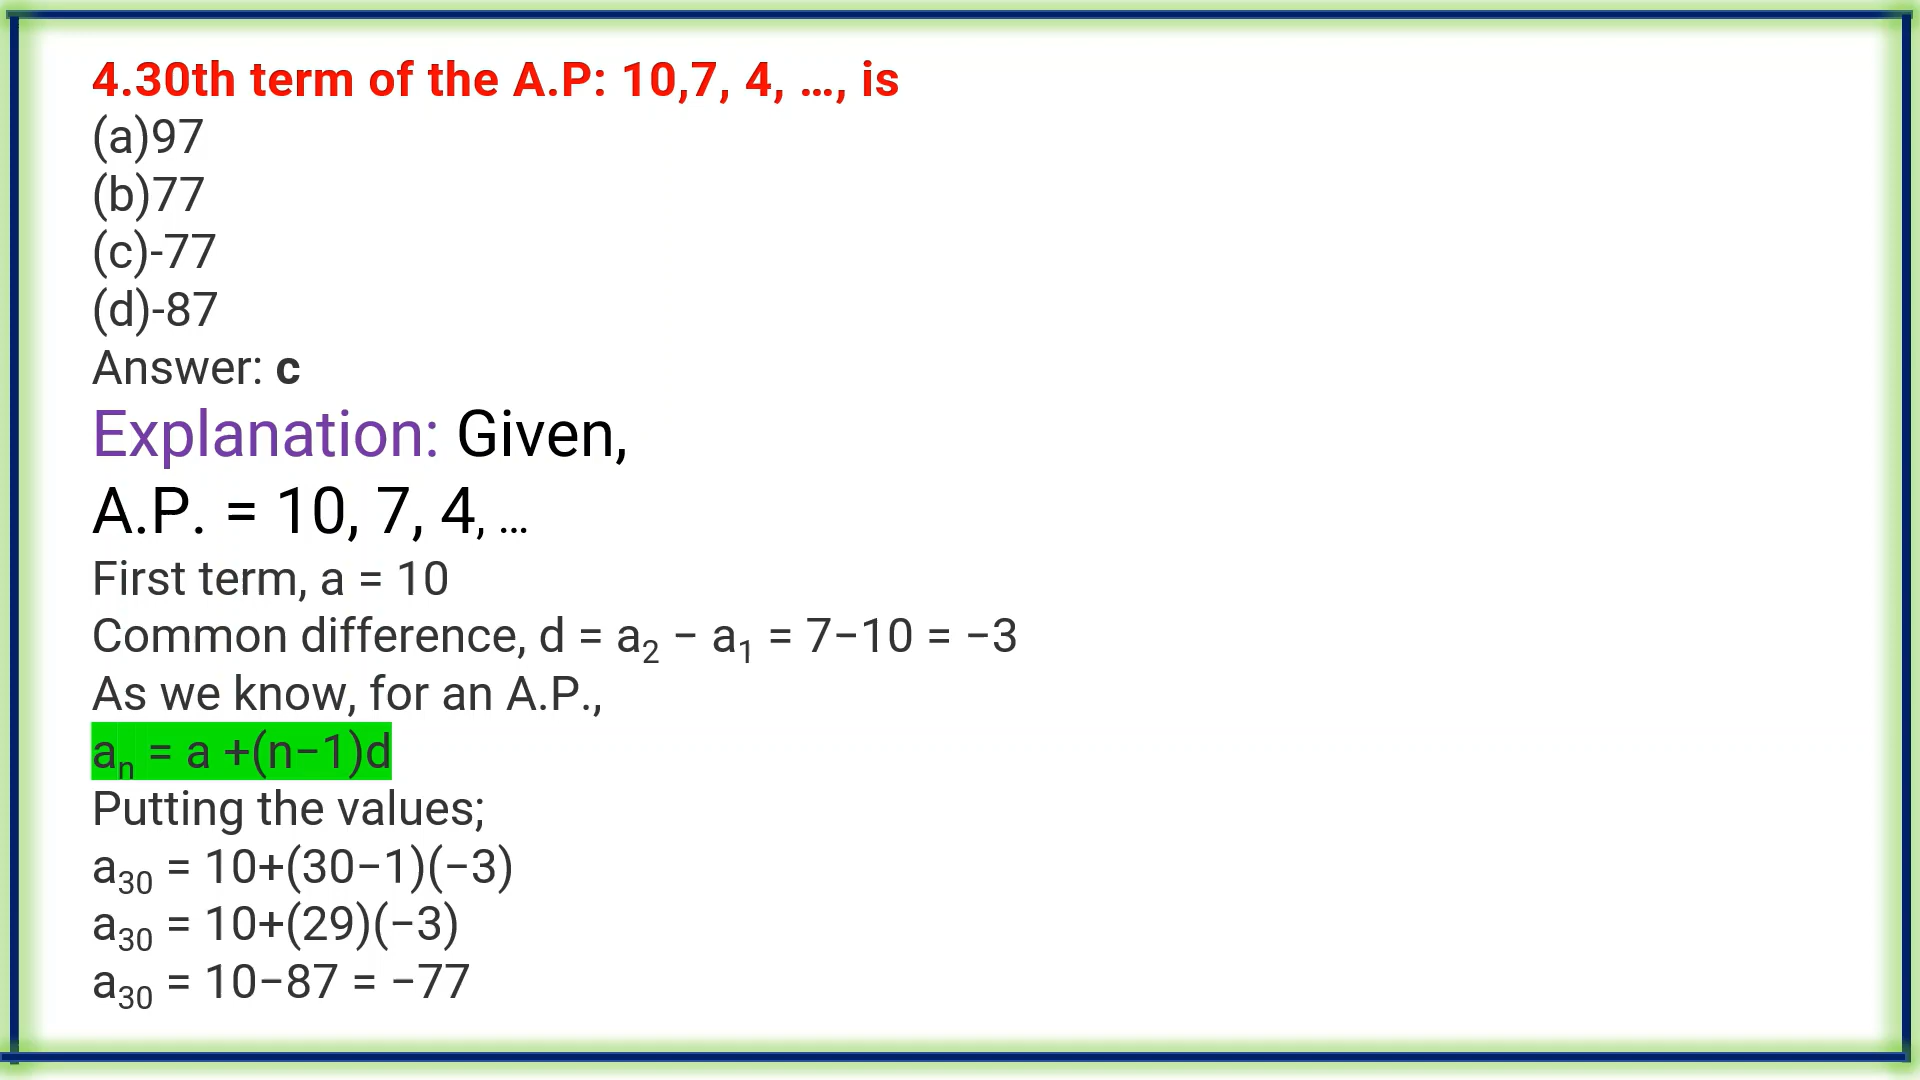 4.30th term of the A.P: 10,7, 4, …, is
(a)97
(b)77
(c)-77
(d)-87
Answer: c
Explanation: Given,
A.P. = 10, 7, 4, …
First term, a = 10
Common difference, d = a₂ − a₁ = 7−10 = −3
As we know, for an A.P.,
aₙ = a +(n−1)d
Putting the values;
a₃₀ = 10+(30−1)(−3)
a₃₀ = 10+(29)(−3)
a₃₀ = 10−87 = −77